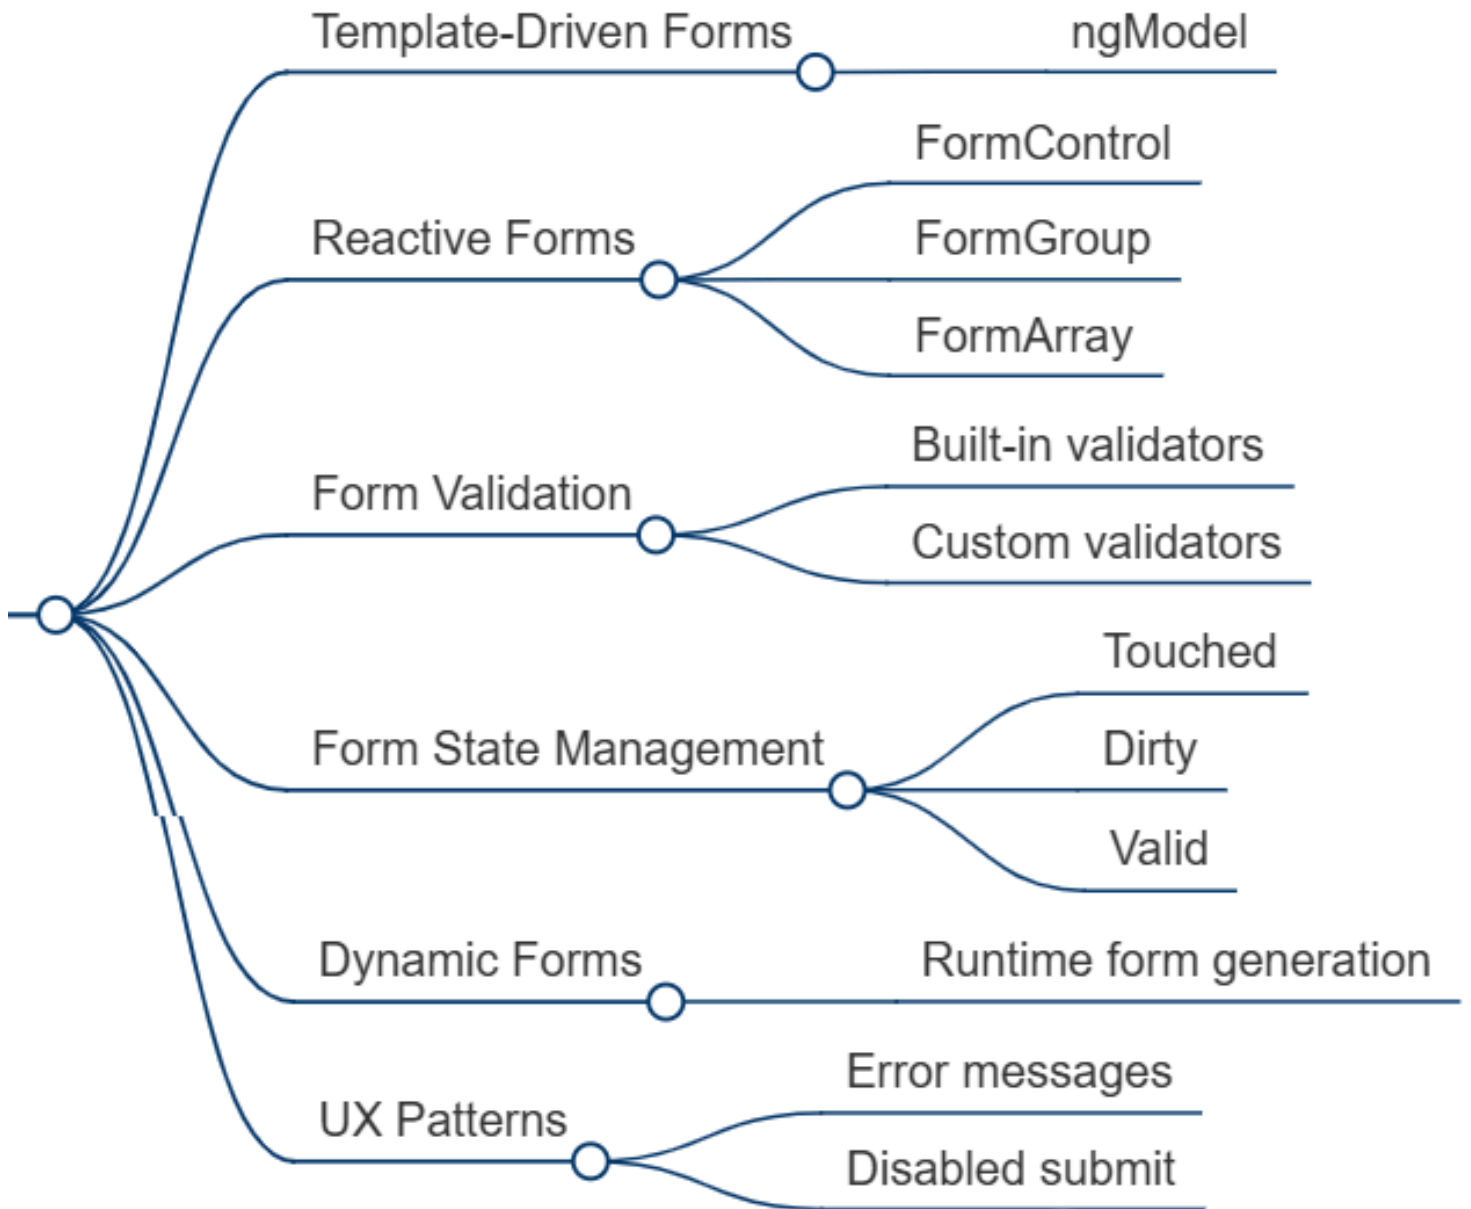 Template-Driven Forms
ngModel
Reactive Forms
FormControl
FormGroup
FormArray
Form Validation
Built-in validators
Custom validators
Form State Management
Touched
Dirty
Valid
Dynamic Forms
Runtime form generation
UX Patterns
Error messages
Disabled submit